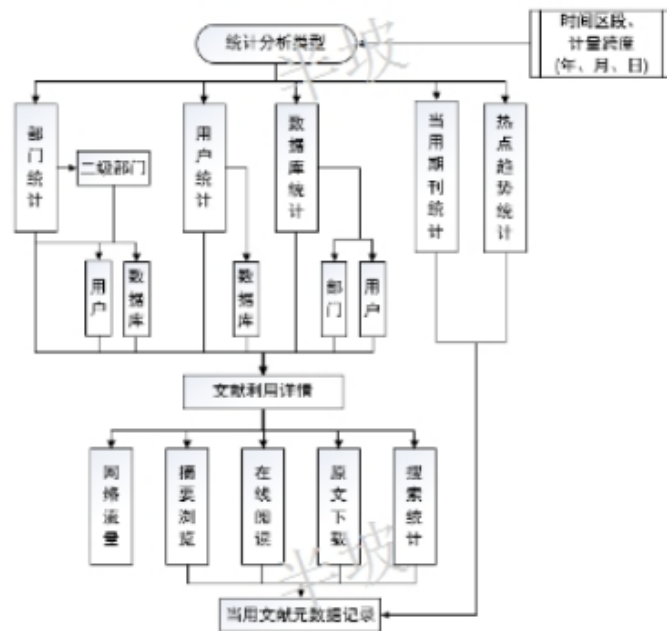 统计分析类型
时间区段、
计量跨度
(年、月、日)
部门统计
二级部门
用户统计
数据库统计
当用期刊统计
热点趋势统计
用户
数据库
数据库
部门
用户
文献利用详情
网络流量
摘要浏览
在线阅读
原文下载
搜索统计
当用文献元数据记录
半坡
半坡